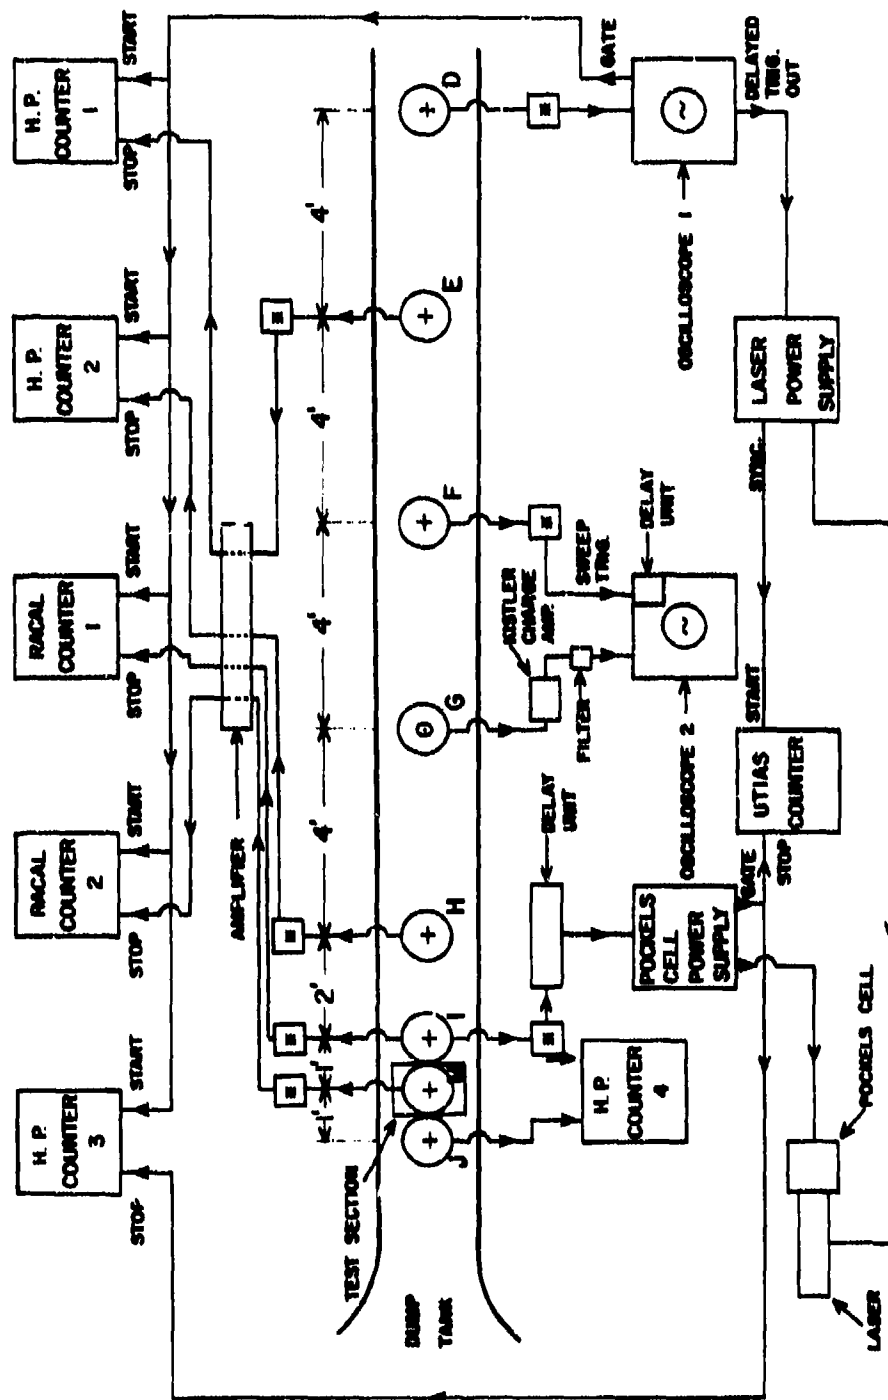 H. P.
COUNTER
3
START
STOP
RACAL
COUNTER
2
START
STOP
RACAL
COUNTER
1
START
STOP
H. P.
COUNTER
2
START
STOP
H. P.
COUNTER
1
START
STOP
AMPLIFIER
TEST SECTION
DUMP
TANK
1'
1'
2'
4'
4'
4'
4'
J
I
H
G
F
E
D
H.P.
COUNTER
4
DELAY
UNIT
POCKELS
CELL
POWER
SUPPLY
GATE
KISTLER
CHARGE
AMP.
FILTER
SWEEP
TRIG.
DELAY
UNIT
OSCILLOSCOPE 2
OSCILLOSCOPE 1
GATE
DELAYED
TRIG.
OUT
LASER
POWER
SUPPLY
SYNC.
START
UTIAS
COUNTER
STOP
POCKELS CELL
LASER